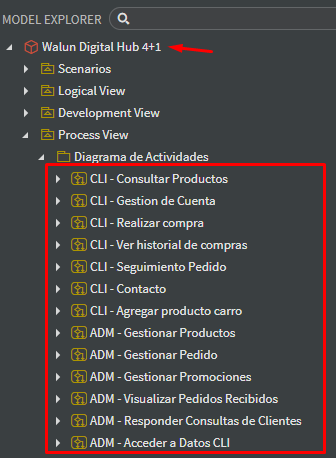 MODEL EXPLORER
Walun Digital Hub 4+1
Scenarios
Logical View
Development View
Process View
Diagrama de Actividades
CLI - Consultar Productos
CLI - Gestion de Cuenta
CLI - Realizar compra
CLI - Ver historial de compras
CLI - Seguimiento Pedido
CLI - Contacto
CLI - Agregar producto carro
ADM - Gestionar Productos
ADM - Gestionar Pedido
ADM - Gestionar Promociones
ADM - Visualizar Pedidos Recibidos
ADM - Responder Consultas de Clientes
ADM - Acceder a Datos CLI